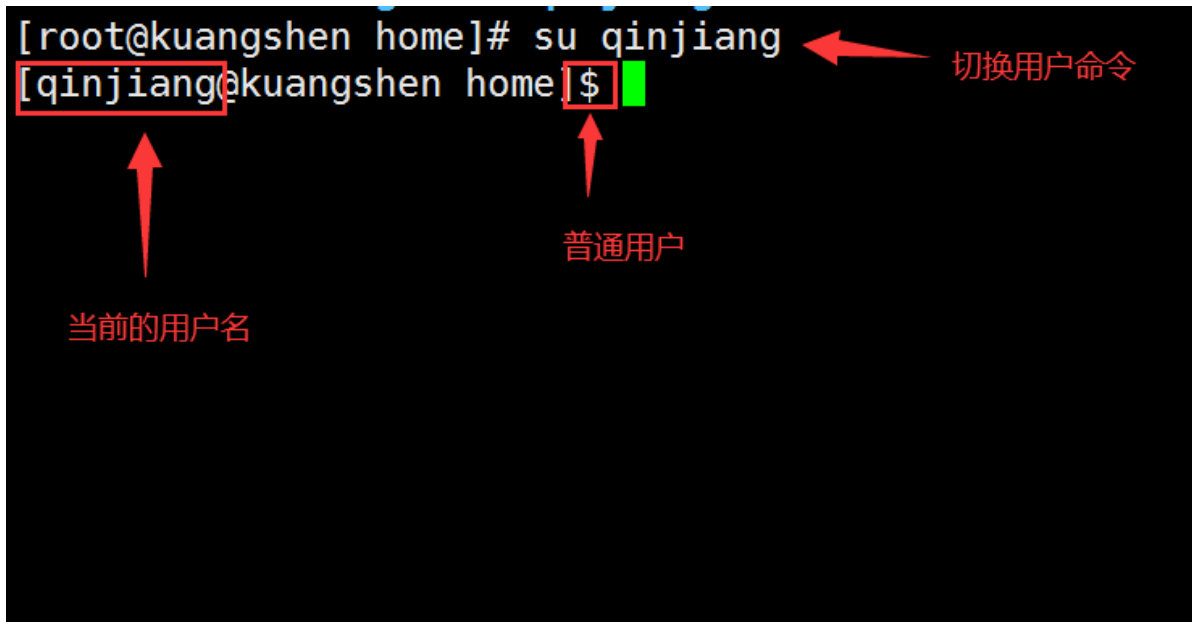 [root@kuangshen home]# su qinjiang
切换用户命令
[qinjiang@kuangshen home]$
普通用户
当前的用户名